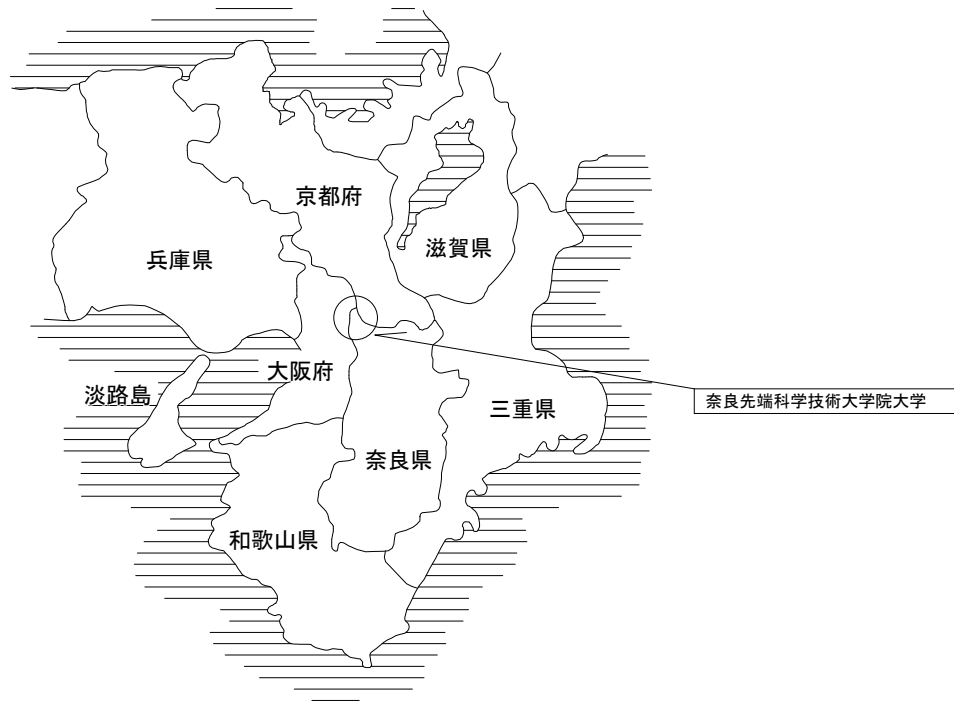 京都府
滋賀県
兵庫県
大阪府
淡路島
奈良先端科学技術大学院大学
三重県
奈良県
和歌山県